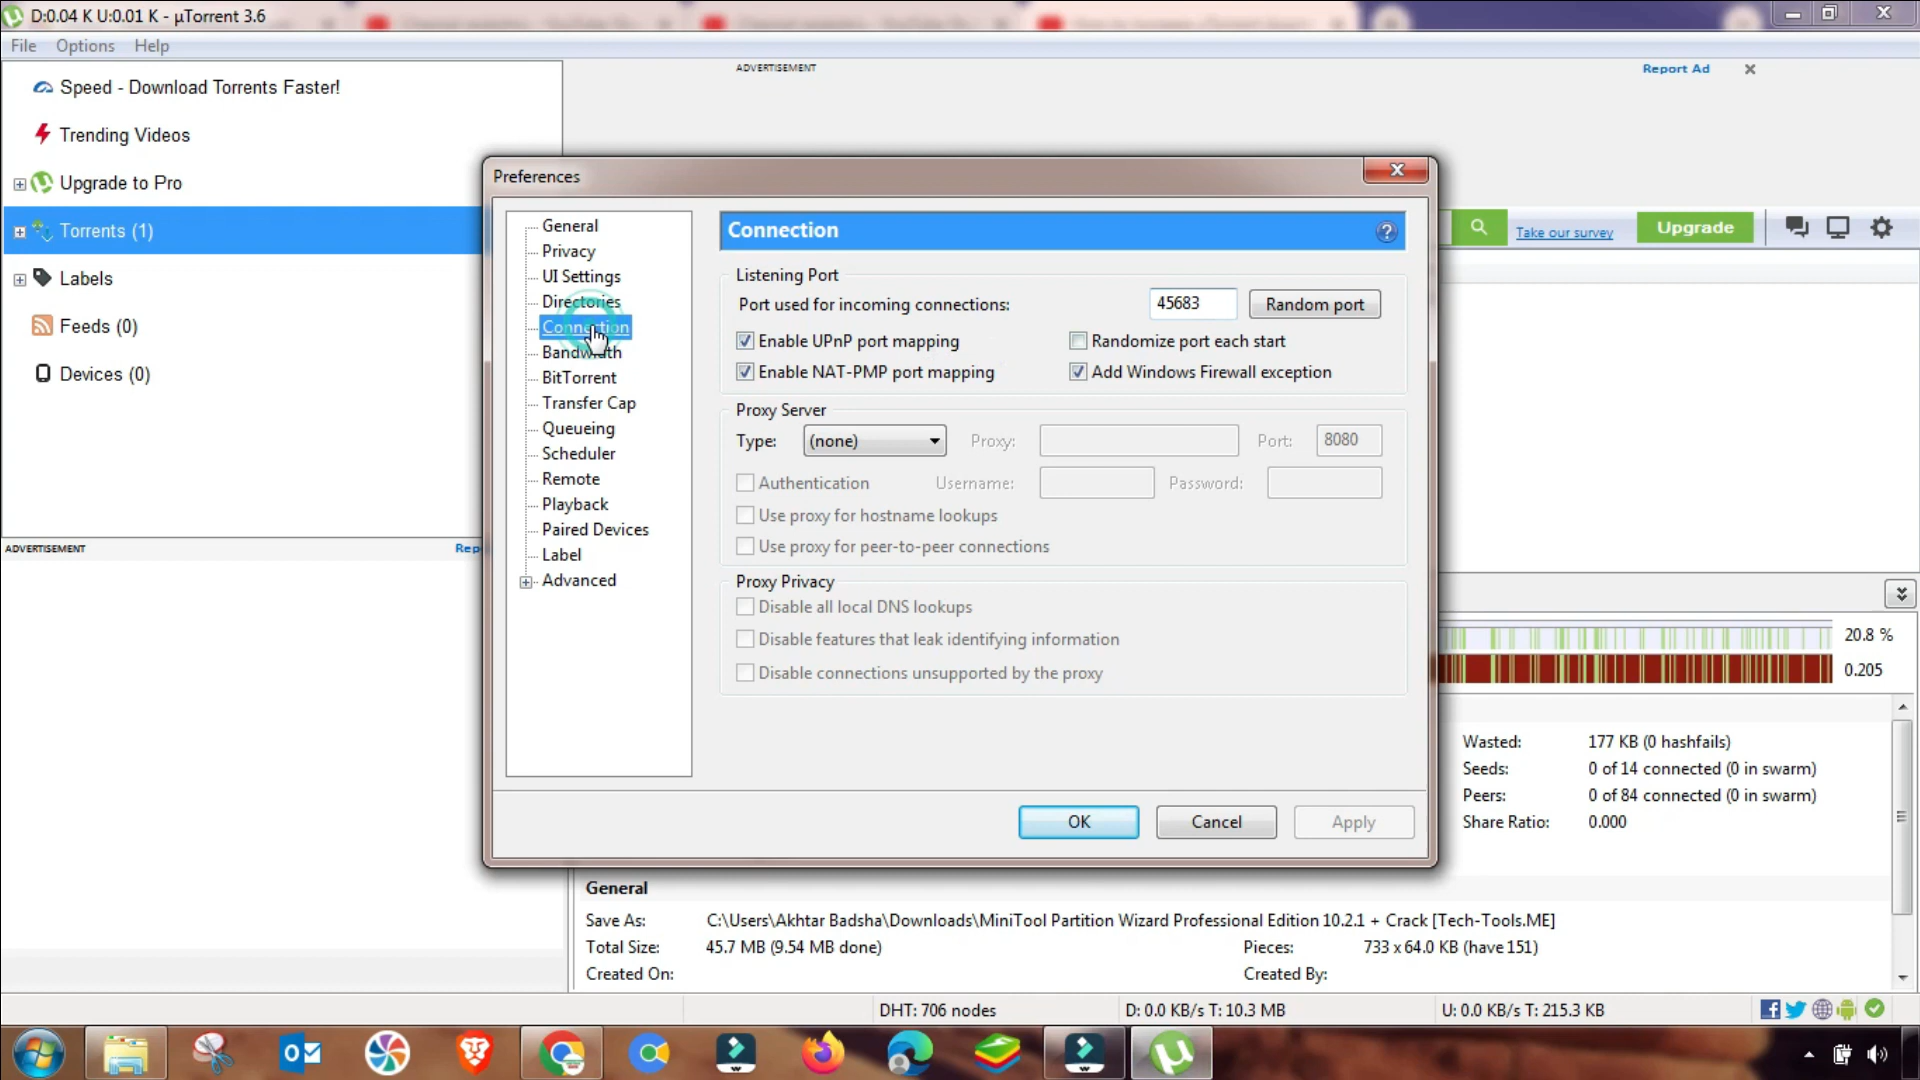 D:0.04 K U:0.01 K - µTorrent 3.6
File Options Help
Speed - Download Torrents Faster!
Trending Videos
Upgrade to Pro
Torrents (1)
Labels
Feeds (0)
Devices (0)
ADVERTISEMENT
Rep
ADVERTISEMENT
Report Ad
Take our survey
Upgrade
Preferences
General
Privacy
UI Settings
Directories
Connection
Bandwidth
BitTorrent
Transfer Cap
Queueing
Scheduler
Remote
Playback
Paired Devices
Label
Advanced
Connection
Listening Port
Port used for incoming connections: 45683 Random port
Enable UPnP port mapping Randomize port each start
Enable NAT-PMP port mapping Add Windows Firewall exception
Proxy Server
Type: (none) Proxy: Port: 8080
Authentication Username: Password:
Use proxy for hostname lookups
Use proxy for peer-to-peer connections
Proxy Privacy
Disable all local DNS lookups
Disable features that leak identifying information
Disable connections unsupported by the proxy
OK Cancel Apply
20.8 %
0.205
Wasted: 177 KB (0 hashfails)
Seeds: 0 of 14 connected (0 in swarm)
Peers: 0 of 84 connected (0 in swarm)
Share Ratio: 0.000
General
Save As: C:\Users\Akhtar Badsha\Downloads\MiniTool Partition Wizard Professional Edition 10.2.1 + Crack [Tech-Tools.ME]
Total Size: 45.7 MB (9.54 MB done) Pieces: 733 x 64.0 KB (have 151)
Created On: Created By:
DHT: 706 nodes D: 0.0 KB/s T: 10.3 MB U: 0.0 KB/s T: 215.3 KB